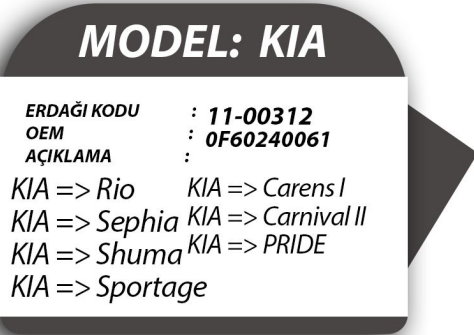 MODEL: KIA
ERDAĞI KODU : 11-00312
OEM : 0F60240061
AÇIKLAMA :
KIA => Rio KIA => Carens I
KIA => Sephia KIA => Carnival II
KIA => Shuma KIA => PRIDE
KIA => Sportage